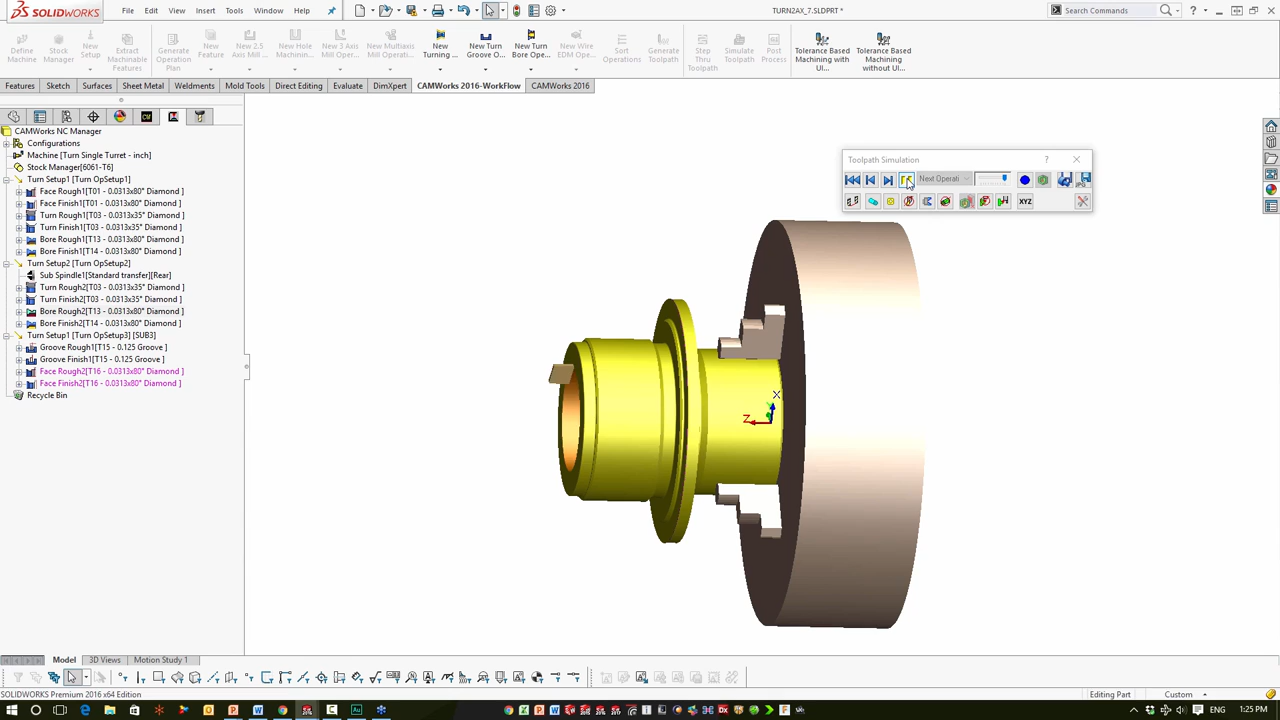 SOLIDWORKS
File Edit View Insert Tools Window Help
TURN2AX_7.SLDPRT *
Search Commands
Define Machine
Stock Manager
New Setup
Extract Machinable Features
Generate Operation Plan
New Feature
New 2.5 Axis Mill ...
New Hole Machinin...
New 3 Axis Mill Oper...
New Multiaxis Mill Operati...
New Turning ...
New Turn Groove O...
New Turn Bore Ope...
New Wire EDM Ope...
Sort Operations
Generate Toolpath
Step Thru Toolpath
Simulate Toolpath
Post Process
Tolerance Based Machining with UI...
Tolerance Based Machining without UI...
Features Sketch Surfaces Sheet Metal Weldments Mold Tools Direct Editing Evaluate DimXpert CAMWorks 2016-WorkFlow CAMWorks 2016
CAMWorks NC Manager
Configurations
Machine [Turn Single Turret - inch]
Stock Manager[6061-T6]
Turn Setup1 [Turn OpSetup1]
Face Rough1[T01 - 0.0313x80° Diamond ]
Face Finish1[T01 - 0.0313x80° Diamond ]
Turn Rough1[T03 - 0.0313x35° Diamond ]
Turn Finish1[T03 - 0.0313x35° Diamond ]
Bore Rough1[T13 - 0.0313x80° Diamond ]
Bore Finish1[T14 - 0.0313x80° Diamond ]
Turn Setup2 [Turn OpSetup2]
Sub Spindle1[Standard transfer][Rear]
Turn Rough2[T03 - 0.0313x35° Diamond ]
Turn Finish2[T03 - 0.0313x35° Diamond ]
Bore Rough2[T13 - 0.0313x80° Diamond ]
Bore Finish2[T14 - 0.0313x80° Diamond ]
Turn Setup1 [Turn OpSetup3] [SUB3]
Groove Rough1[T15 - 0.125 Groove ]
Groove Finish1[T15 - 0.125 Groove ]
Face Rough2[T16 - 0.0313x80° Diamond ]
Face Finish2[T16 - 0.0313x80° Diamond ]
Recycle Bin
Toolpath Simulation
Next Operati
XYZ
X
Z
Model 3D Views Motion Study 1
SOLIDWORKS Premium 2016 x64 Edition
Editing Part
Custom
1:25 PM